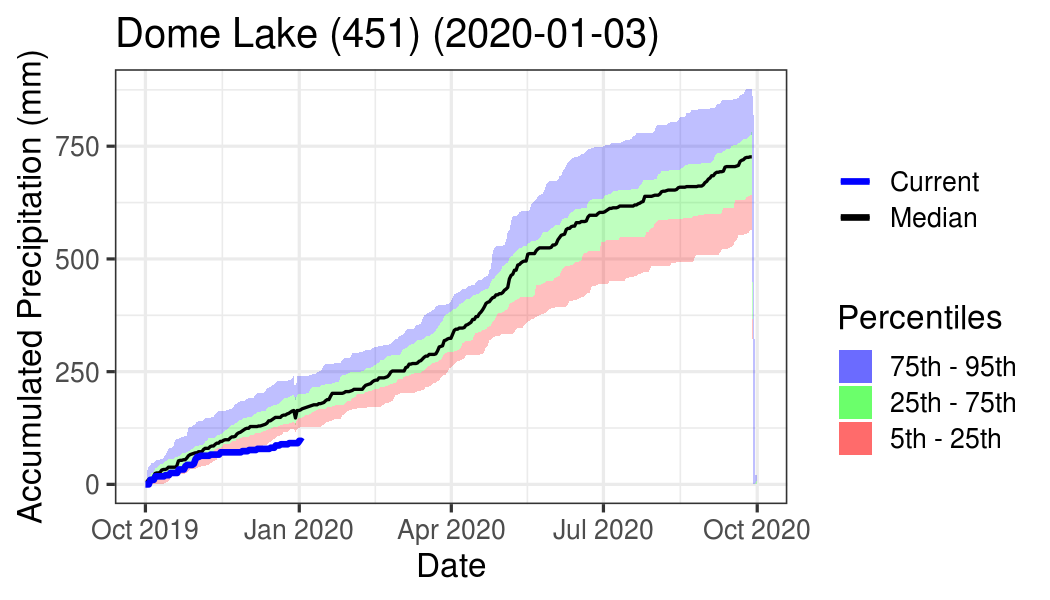 Dome Lake (451) (2020-01-03)
Accumulated Precipitation (mm)
750
500
250
0
Oct 2019
Jan 2020
Apr 2020
Jul 2020
Oct 2020
Date
Current
Median
Percentiles
75th - 95th
25th - 75th
5th - 25th